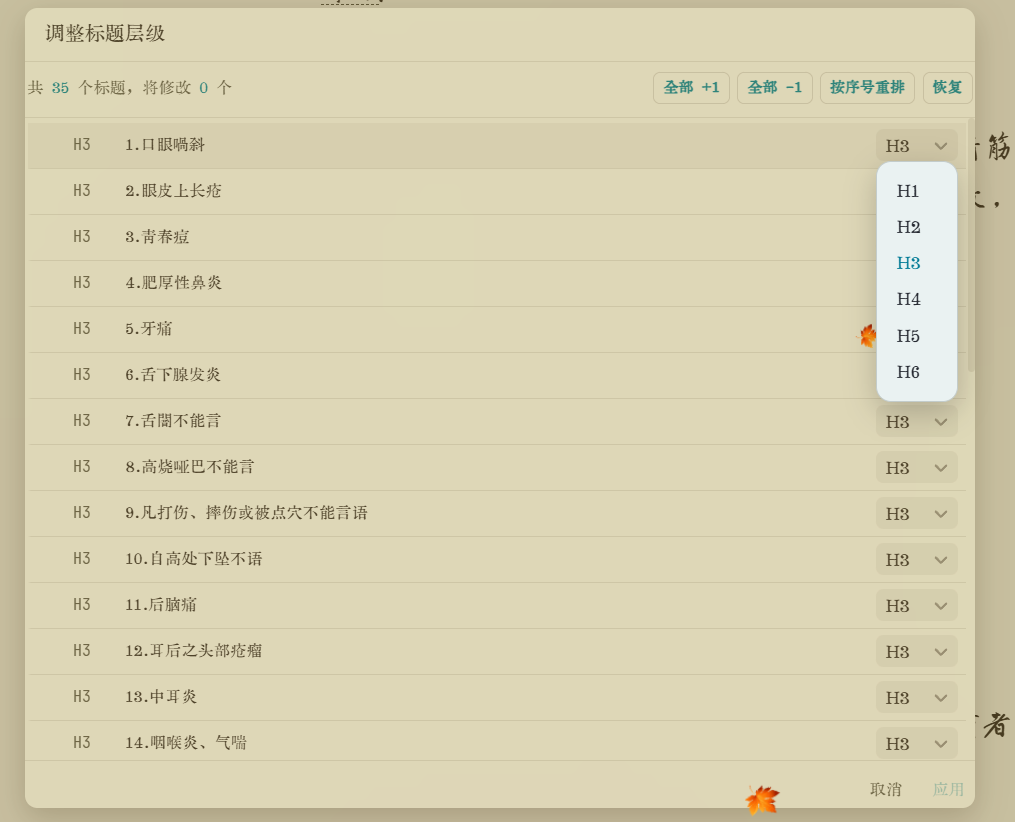 调整标题层级
共 35 个标题，将修改 0 个
全部 +1
全部 -1
按序号重排
恢复
H3 1.口眼喎斜 H3
H1
H2
H3
H4
H5
H6
H3 2.眼皮上长疮
H3 3.青春痘
H3 4.肥厚性鼻炎
H3 5.牙痛
H3 6.舌下腺发炎
H3 7.舌閤不能言 H3
H3 8.高烧哑巴不能言 H3
H3 9.凡打伤、摔伤或被点穴不能言语 H3
H3 10.自高处下坠不语 H3
H3 11.后脑痛 H3
H3 12.耳后之头部疮瘤 H3
H3 13.中耳炎 H3
H3 14.咽喉炎、气喘 H3
取消
应用
筋
者